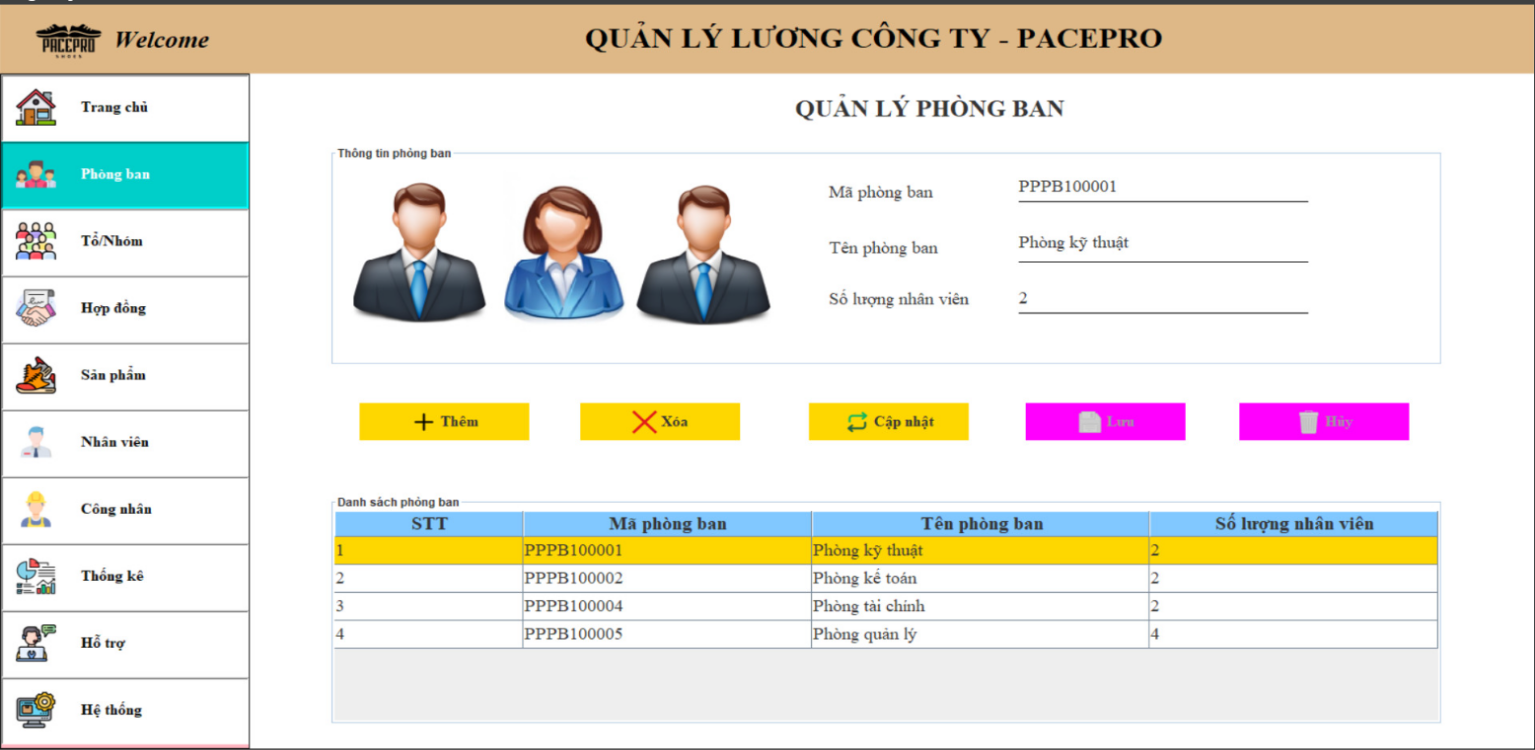 PACEPRO
SHOES
Welcome
QUẢN LÝ LƯƠNG CÔNG TY - PACEPRO
Trang chủ
Phòng ban
Tổ/Nhóm
Hợp đồng
Sản phẩm
Nhân viên
Công nhân
Thống kê
Hỗ trợ
Hệ thống
QUẢN LÝ PHÒNG BAN
Thông tin phòng ban
Mã phòng ban PPPB100001
Tên phòng ban Phòng kỹ thuật
Số lượng nhân viên 2
Thêm Xóa Cập nhật Lưu Hủy
Danh sách phòng ban
STT Mã phòng ban Tên phòng ban Số lượng nhân viên
1 PPPB100001 Phòng kỹ thuật 2
2 PPPB100002 Phòng kế toán 2
3 PPPB100004 Phòng tài chính 2
4 PPPB100005 Phòng quản lý 4